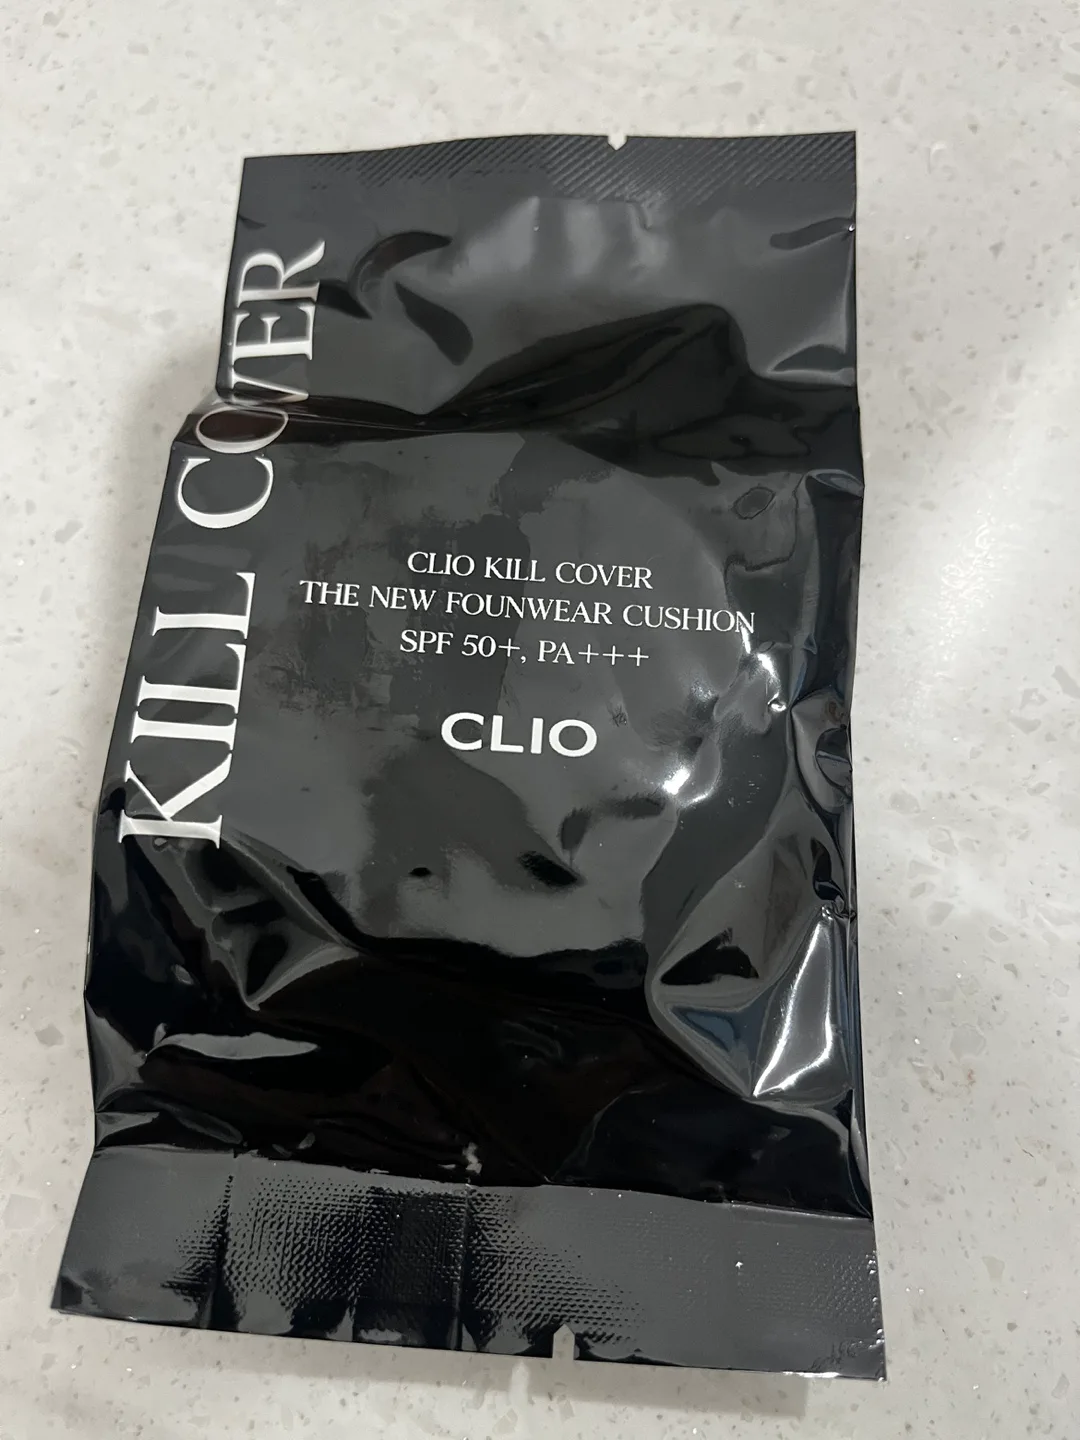 KILL COVER
CLIO KILL COVER
THE NEW FOUNWEAR CUSHION
SPF 50+, PA+++
CLIO